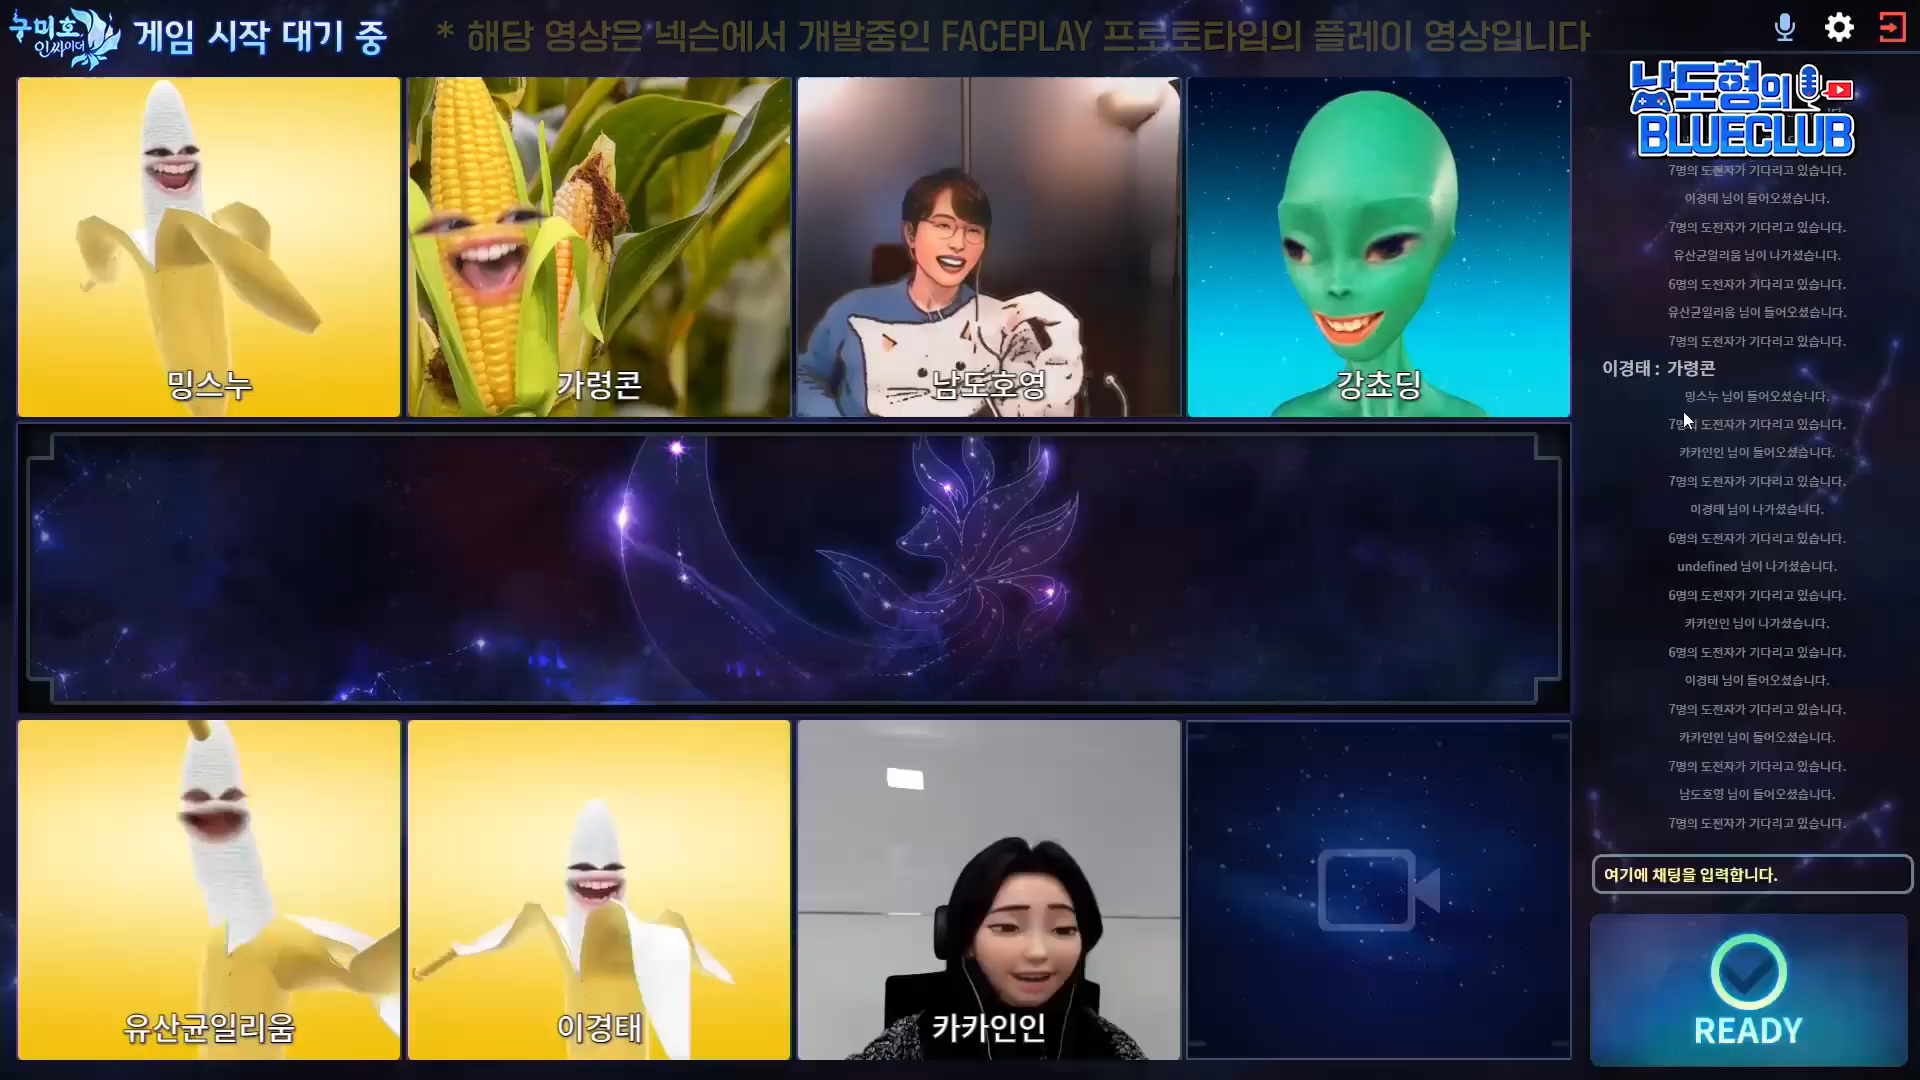 구미호
인싸이더
게임 시작 대기 중
* 해당 영상은 넥슨에서 개발중인 FACEPLAY 프로토타입의 플레이 영상입니다
남도형의
BLUECLUB
밍스누
가령콘
남도호영
강쵸딩
유산균일리움
이경태
카카인인
7명의 도전자가 기다리고 있습니다.
이경태 님이 들어오셨습니다.
7명의 도전자가 기다리고 있습니다.
유산균일리움 님이 나가셨습니다.
6명의 도전자가 기다리고 있습니다.
유산균일리움 님이 들어오셨습니다.
7명의 도전자가 기다리고 있습니다.
이경태 : 가령콘
밍스누 님이 들어오셨습니다.
7명의 도전자가 기다리고 있습니다.
카카인인 님이 들어오셨습니다.
7명의 도전자가 기다리고 있습니다.
이경태 님이 나가셨습니다.
6명의 도전자가 기다리고 있습니다.
undefined 님이 나가셨습니다.
6명의 도전자가 기다리고 있습니다.
카카인인 님이 나가셨습니다.
6명의 도전자가 기다리고 있습니다.
이경태 님이 들어오셨습니다.
7명의 도전자가 기다리고 있습니다.
카카인인 님이 들어오셨습니다.
7명의 도전자가 기다리고 있습니다.
남도호영 님이 들어오셨습니다.
7명의 도전자가 기다리고 있습니다.
여기에 채팅을 입력합니다.
READY